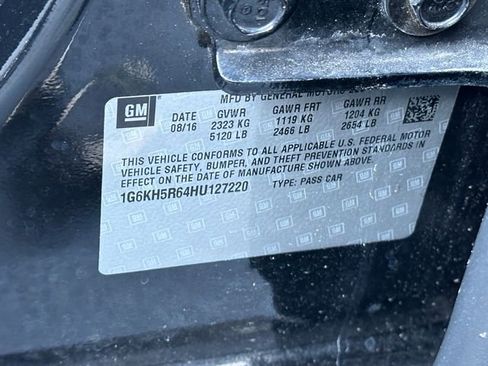 GM
MFD BY GENERAL MOTORS
DATE GVWR GAWR FRT GAWR RR
08/16 2323 KG 1119 KG 1204 KG
5120 LB 2466 LB 2654 LB
THIS VEHICLE CONFORMS TO ALL APPLICABLE U.S. FEDERAL MOTOR
VEHICLE SAFETY, BUMPER, AND THEFT PREVENTION STANDARDS
IN EFFECT ON THE DATE OF MANUFACTURE SHOWN ABOVE.
1G6KH5R64HU127220 TYPE: PASS CAR